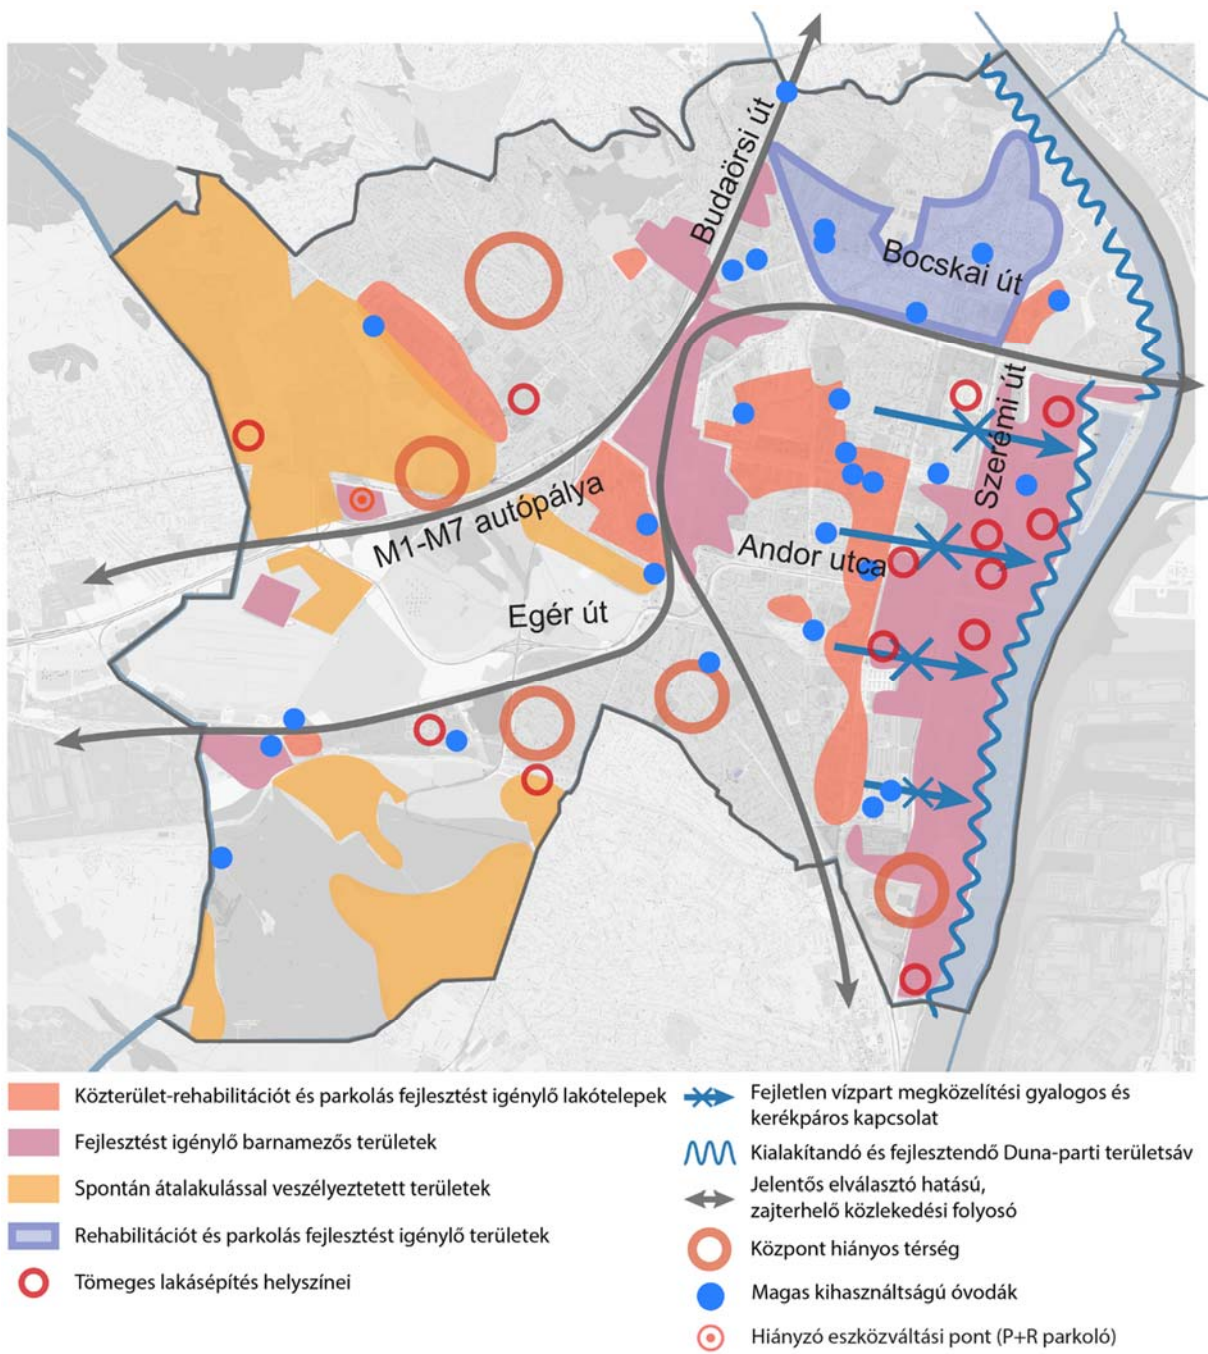 Budaörsi út
Bocskai út
Szerémi út
M1-M7 autópálya
Andor utca
Egér út
Közterület-rehabilitációt és parkolás fejlesztést igénylő lakótelepek
Fejlesztést igénylő barnamezős területek
Spontán átalakulással veszélyeztetett területek
Rehabilitációt és parkolás fejlesztést igénylő területek
Tömeges lakásépítés helyszínei
Fejletlen vízpart megközelítési gyalogos és
kerékpáros kapcsolat
Kialakítandó és fejlesztendő Duna-parti területsáv
Jelentős elválasztó hatású,
zajterhelő közlekedési folyosó
Központ hiányos térség
Magas kihasználtságú óvodák
Hiányzó eszközváltási pont (P+R parkoló)